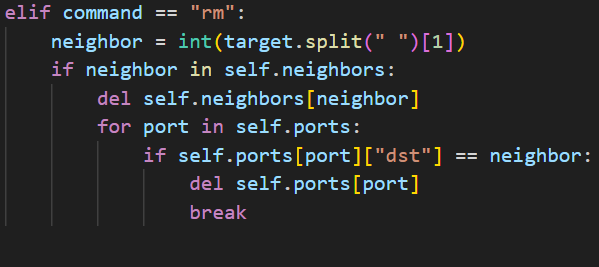 elif command == "rm":
    neighbor = int(target.split(" ")[1])
    if neighbor in self.neighbors:
        del self.neighbors[neighbor]
        for port in self.ports:
            if self.ports[port]["dst"] == neighbor:
                del self.ports[port]
                break